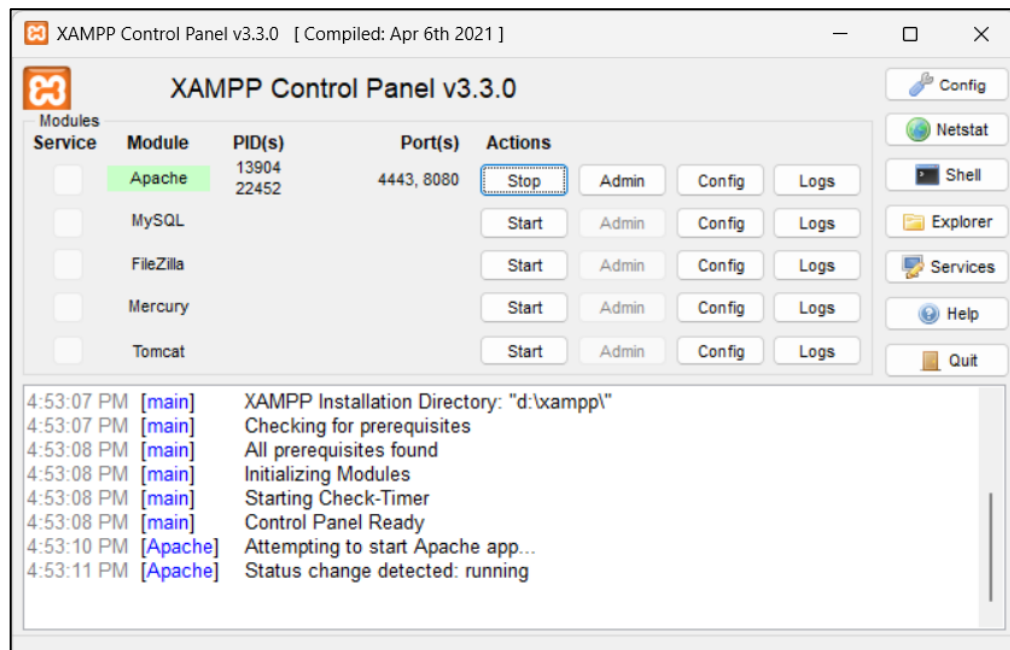 XAMPP Control Panel v3.3.0 [ Compiled: Apr 6th 2021 ]
XAMPP Control Panel v3.3.0
Config
Modules
Netstat
Service Module PID(s) Port(s) Actions
Apache 13904 22452 4443, 8080 Stop Admin Config Logs
Shell
MySQL Start Admin Config Logs
Explorer
FileZilla Start Admin Config Logs
Services
Mercury Start Admin Config Logs
Help
Tomcat Start Admin Config Logs
Quit
4:53:07 PM [main] XAMPP Installation Directory: "d:\xampp\"
4:53:07 PM [main] Checking for prerequisites
4:53:08 PM [main] All prerequisites found
4:53:08 PM [main] Initializing Modules
4:53:08 PM [main] Starting Check-Timer
4:53:08 PM [main] Control Panel Ready
4:53:10 PM [Apache] Attempting to start Apache app...
4:53:11 PM [Apache] Status change detected: running